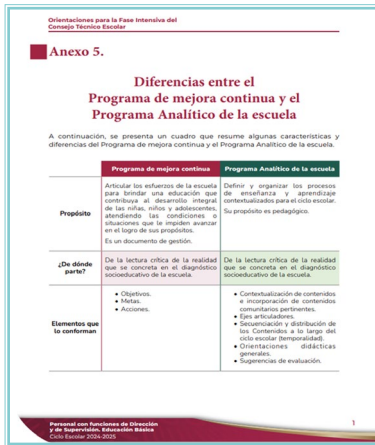 Orientaciones para la Fase Intensiva del
Consejo Técnico Escolar
Anexo 5.
Diferencias entre el
Programa de mejora continua y el
Programa Analítico de la escuela
A continuación, se presenta un cuadro que resume algunas características y
diferencias del Programa de mejora continua y el Programa Analítico de la escuela.
Programa de mejora continua
Programa Analítico de la escuela
Propósito
Articular los esfuerzos de la escuela
para brindar una educación que
contribuya al desarrollo integral
de las niñas, niños y adolescentes,
atendiendo las condiciones o
situaciones que le impiden avanzar
en el logro de sus propósitos.
Es un documento de gestión.
Definir y organizar los procesos
de enseñanza y aprendizaje
contextualizados para el ciclo escolar.
Su propósito es pedagógico.
¿De dónde
parte?
De la lectura crítica de la realidad
que se concreta en el diagnóstico
socioeducativo de la escuela.
De la lectura crítica de la realidad
que se concreta en el diagnóstico
socioeducativo de la escuela.
Elementos que
lo conforman
• Objetivos.
• Metas.
• Acciones.
• Contextualización de contenidos
e incorporación de contenidos
comunitarios pertinentes.
• Ejes articuladores.
• Secuenciación y distribución de
los Contenidos a lo largo del
ciclo escolar (temporalidad).
• Orientaciones didácticas
generales.
• Sugerencias de evaluación.
Personal con funciones de Dirección
y de Supervisión. Educación Básica
Ciclo Escolar 2024-2025
1